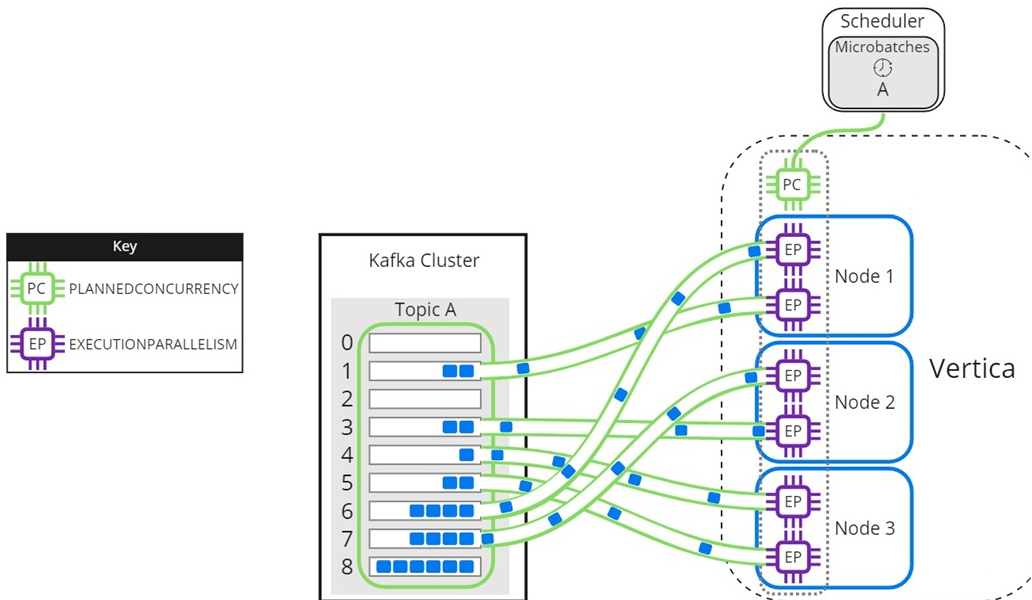 Scheduler
Microbatches
A
PC
Key
PC PLANNEDCONCURRENCY
EP EXECUTIONPARALLELISM
Kafka Cluster
Topic A
0
1
2
3
4
5
6
7
8
EP
EP
Node 1
EP
EP
Node 2
EP
EP
Node 3
Vertica